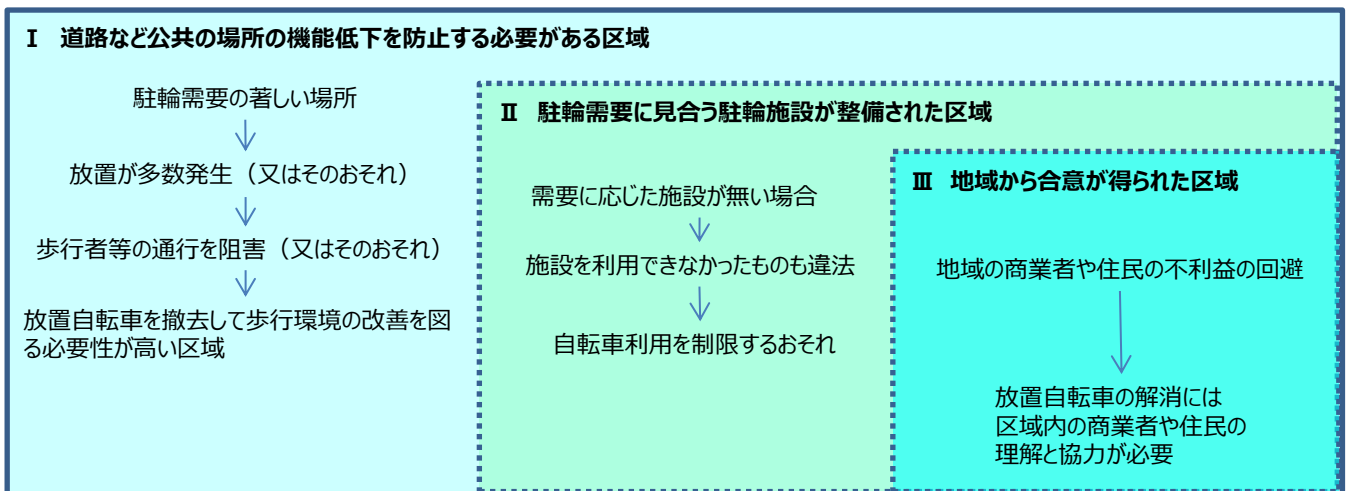 Ⅰ 道路など公共の場所の機能低下を防止する必要がある区域
駐輪需要の著しい場所
放置が多数発生（又はそのおそれ）
歩行者等の通行を阻害（又はそのおそれ）
放置自転車を撤去して歩行環境の改善を図
る必要性が高い区域
Ⅱ 駐輪需要に見合う駐輪施設が整備された区域
需要に応じた施設が無い場合
施設を利用できなかったものも違法
自転車利用を制限するおそれ
Ⅲ 地域から合意が得られた区域
地域の商業者や住民の不利益の回避
放置自転車の解消には
区域内の商業者や住民の
理解と協力が必要